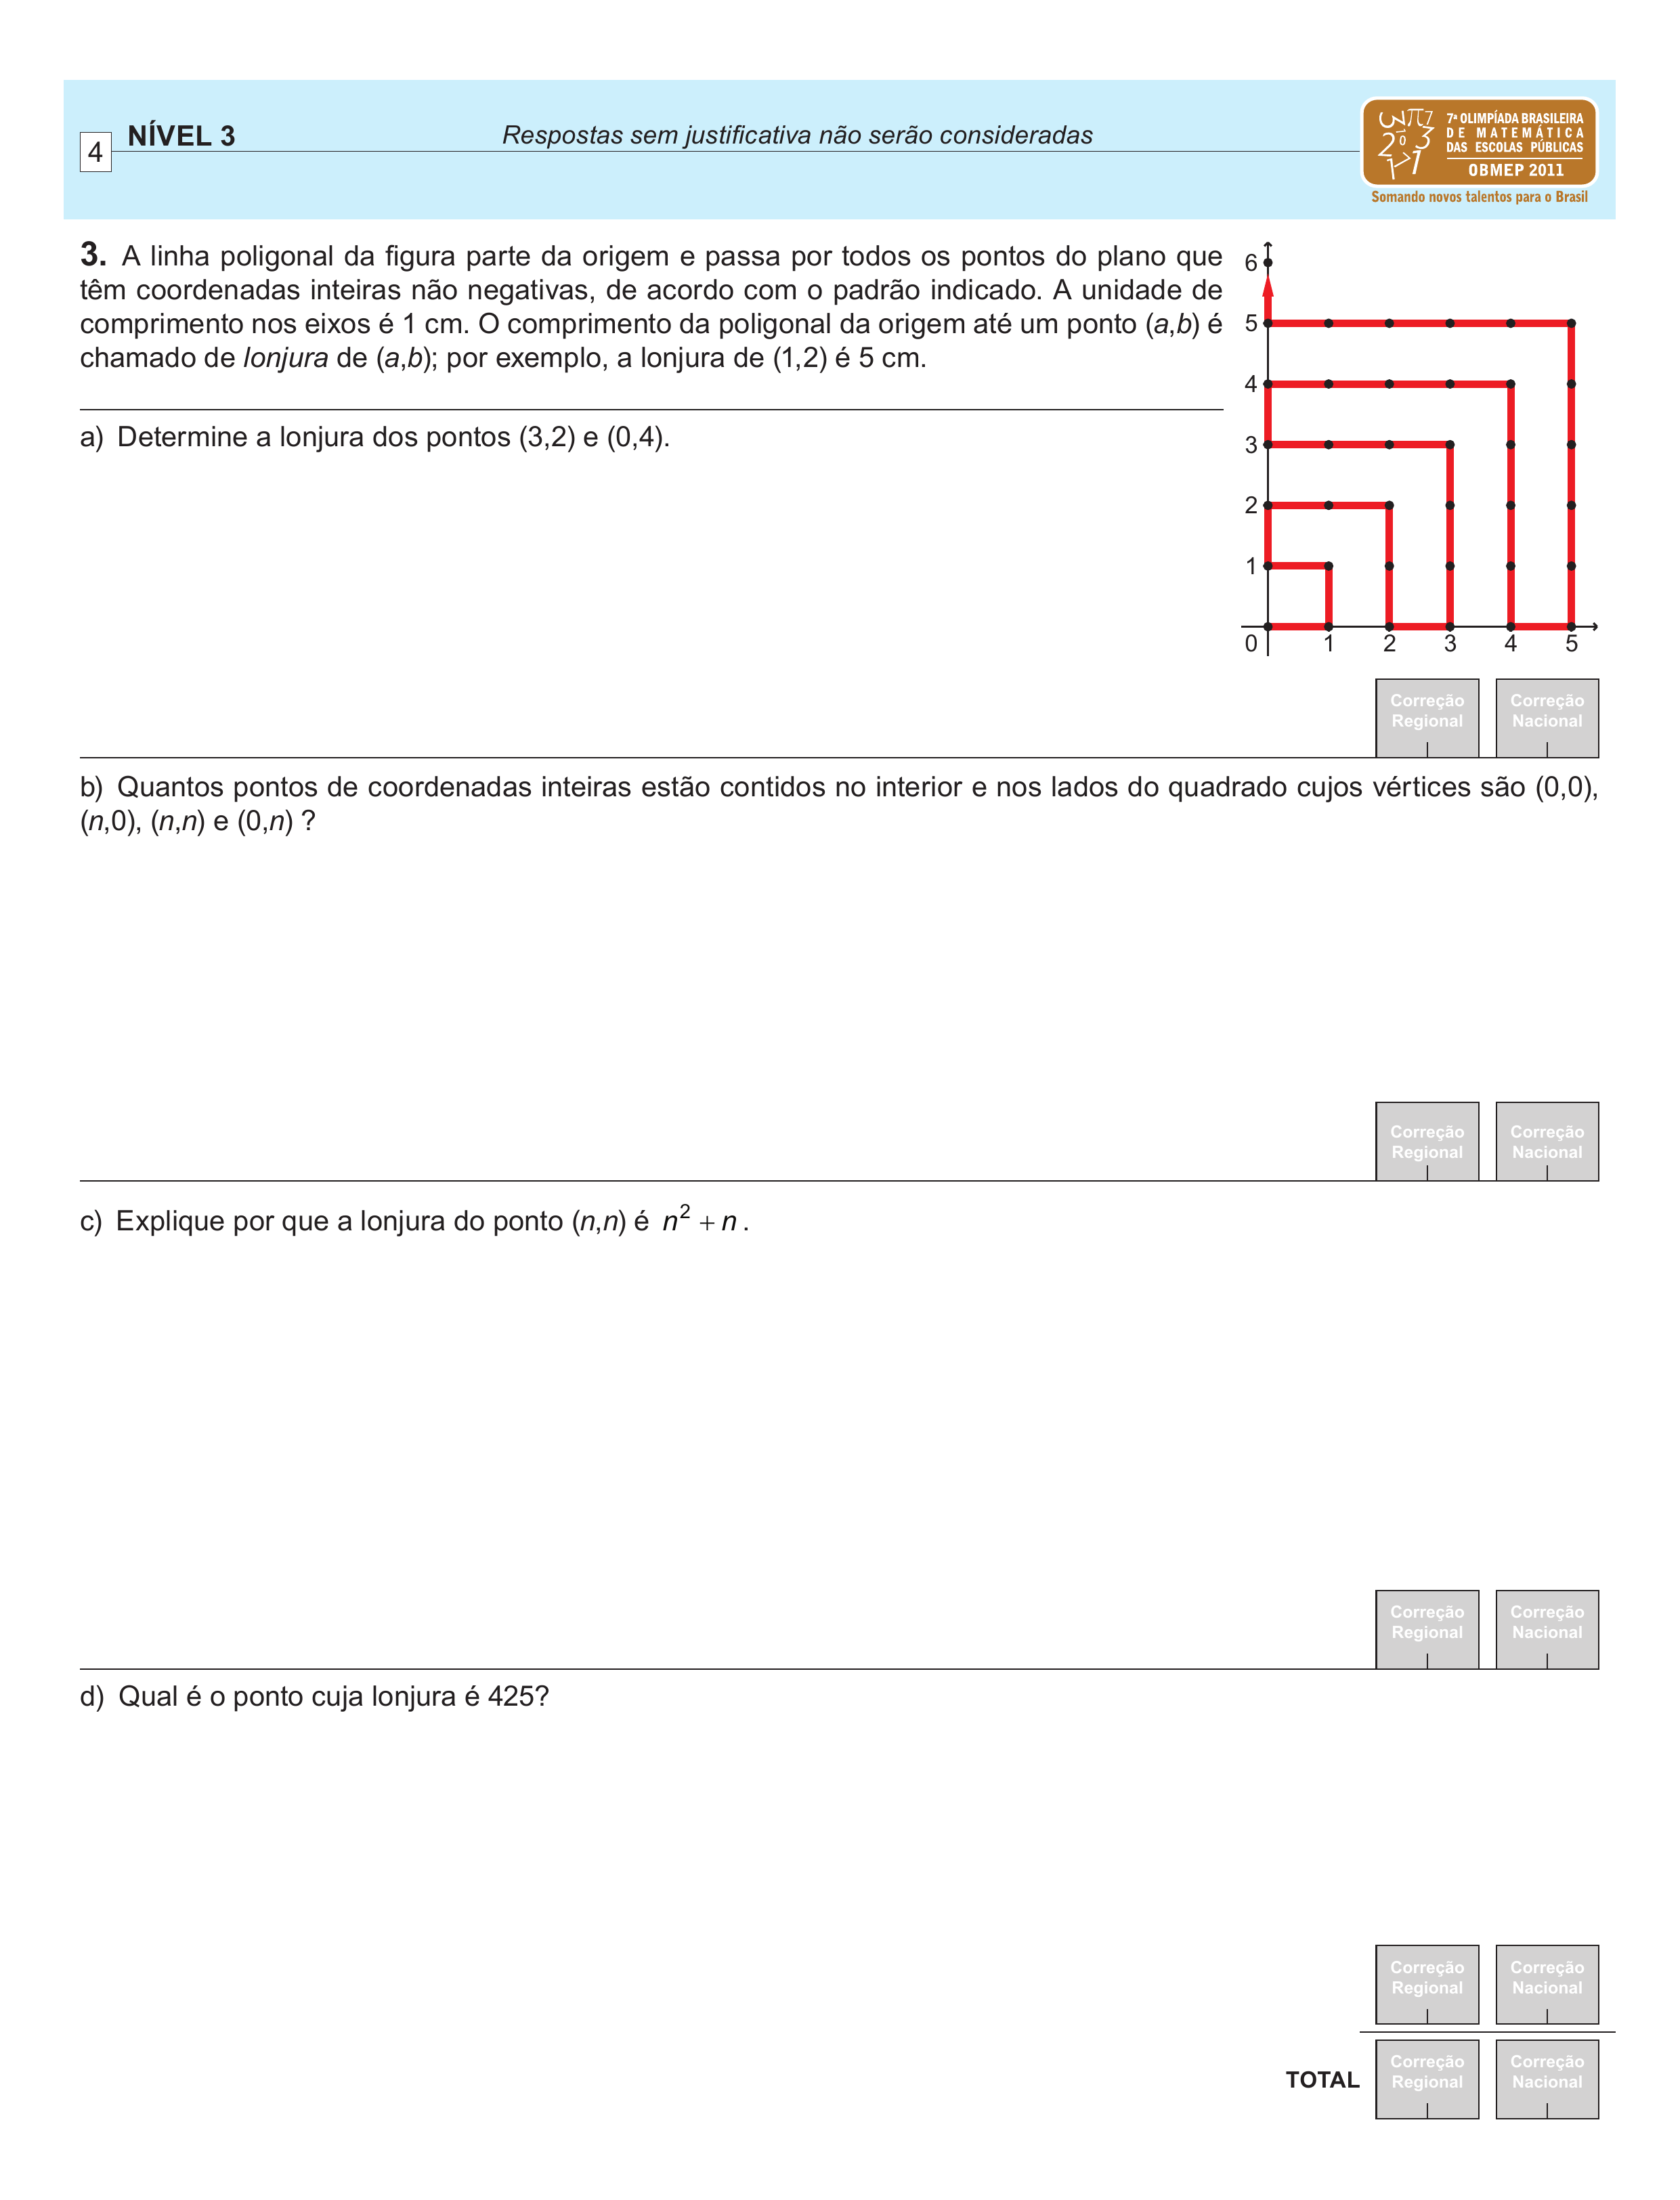 4
NÍVEL 3
Respostas sem justificativa não serão consideradas
7ª OLIMPÍADA BRASILEIRA
DE MATEMÁTICA
DAS ESCOLAS PÚBLICAS
OBMEP 2011
Somando novos talentos para o Brasil
3. A linha poligonal da figura parte da origem e passa por todos os pontos do plano que
têm coordenadas inteiras não negativas, de acordo com o padrão indicado. A unidade de
comprimento nos eixos é 1 cm. O comprimento da poligonal da origem até um ponto (a,b) é
chamado de lonjura de (a,b); por exemplo, a lonjura de (1,2) é 5 cm.
6
5
4
3
2
1
0 1 2 3 4 5
a) Determine a lonjura dos pontos (3,2) e (0,4).
Correção Regional
Correção Nacional
b) Quantos pontos de coordenadas inteiras estão contidos no interior e nos lados do quadrado cujos vértices são (0,0),
(n,0), (n,n) e (0,n) ?
Correção Regional
Correção Nacional
c) Explique por que a lonjura do ponto (n,n) é n² + n.
Correção Regional
Correção Nacional
d) Qual é o ponto cuja lonjura é 425?
Correção Regional
Correção Nacional
TOTAL
Correção Regional
Correção Nacional